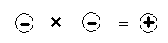 ⊖ × ⊖ = ⊕